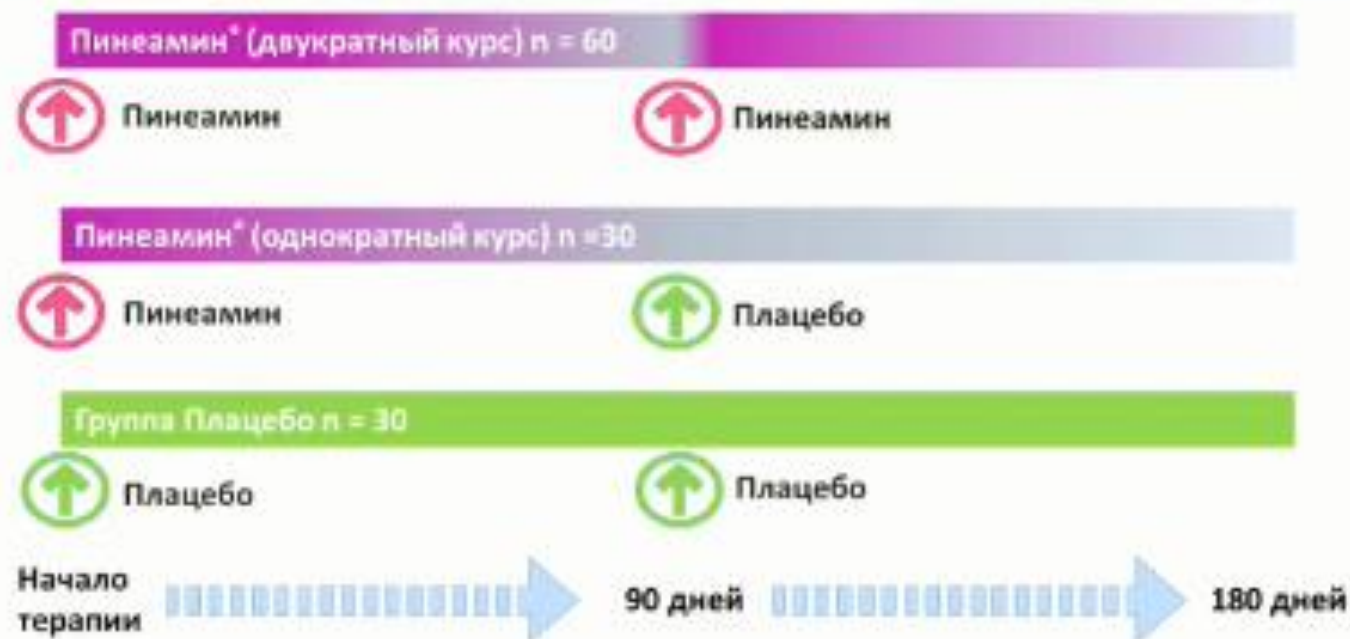 Пинеамин® (двукратный курс) n = 60
Пинеамин Пинеамин
Пинеамин® (однократный курс) n =30
Пинеамин Плацебо
Группа Плацебо n = 30
Плацебо Плацебо
Начало
терапии 90 дней 180 дней